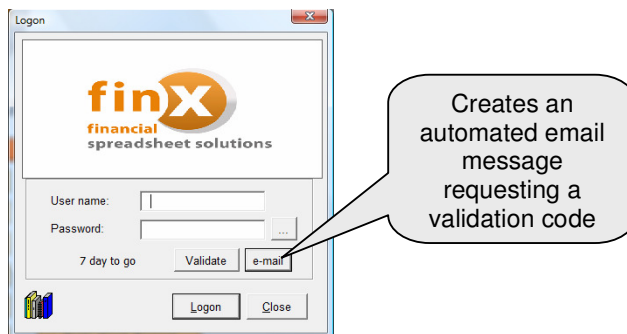 Logon
finx
financial
spreadsheet solutions
User name:
Password:
...
7 day to go
Validate
e-mail
Logon
Close
Creates an
automated email
message
requesting a
validation code